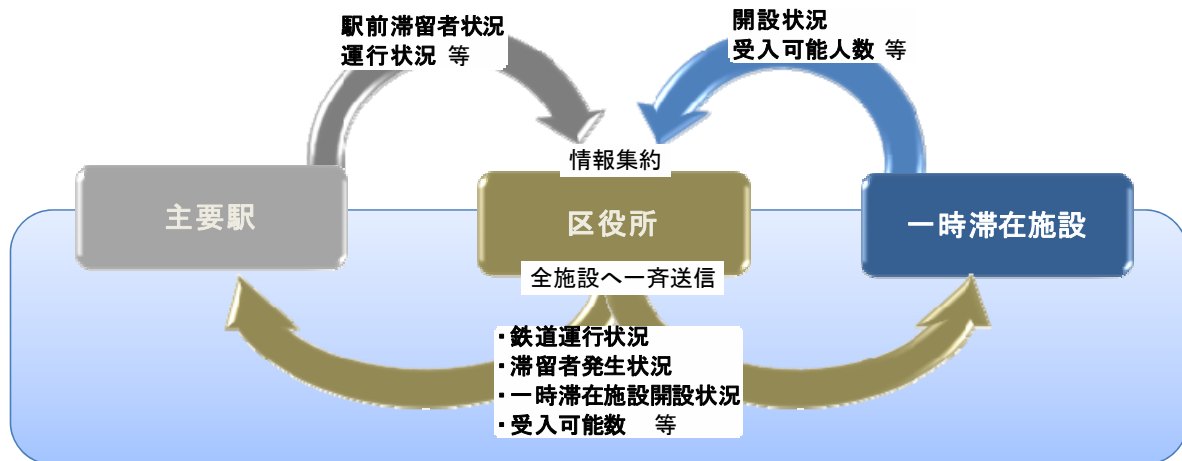 駅前滞留者状況
運行状況 等
開設状況
受入可能人数 等
情報集約
主要駅
区役所
一時滞在施設
全施設へ一斉送信
・鉄道運行状況
・滞留者発生状況
・一時滞在施設開設状況
・受入可能数 等